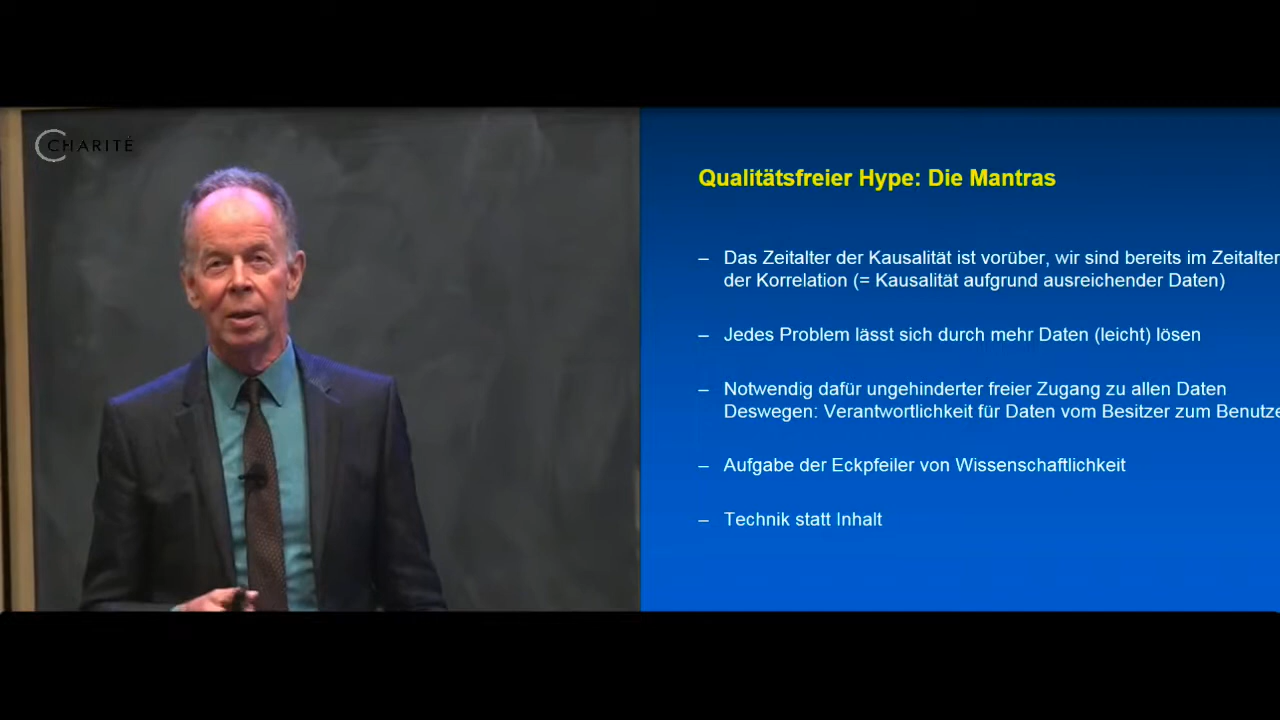 CHARITÉ
Qualitätsfreier Hype: Die Mantras
– Das Zeitalter der Kausalität ist vorüber, wir sind bereits im Zeitalter
der Korrelation (= Kausalität aufgrund ausreichender Daten)
– Jedes Problem lässt sich durch mehr Daten (leicht) lösen
– Notwendig dafür ungehinderter freier Zugang zu allen Daten
Deswegen: Verantwortlichkeit für Daten vom Besitzer zum Benutze
– Aufgabe der Eckpfeiler von Wissenschaftlichkeit
– Technik statt Inhalt